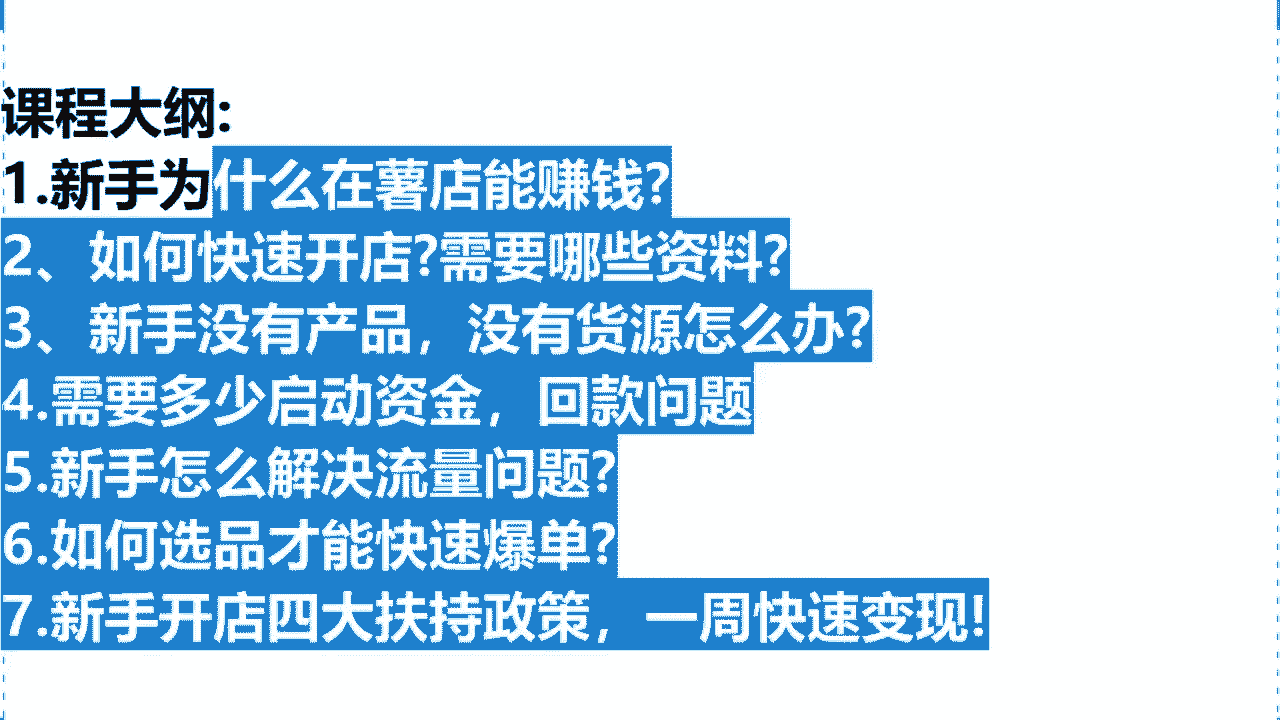 课程大纲:
1.新手为什么在薯店能赚钱?
2、如何快速开店?需要哪些资料?
3、新手没有产品，没有货源怎么办?
4.需要多少启动资金，回款问题
5.新手怎么解决流量问题?
6.如何选品才能快速爆单?
7.新手开店四大扶持政策，一周快速变现!